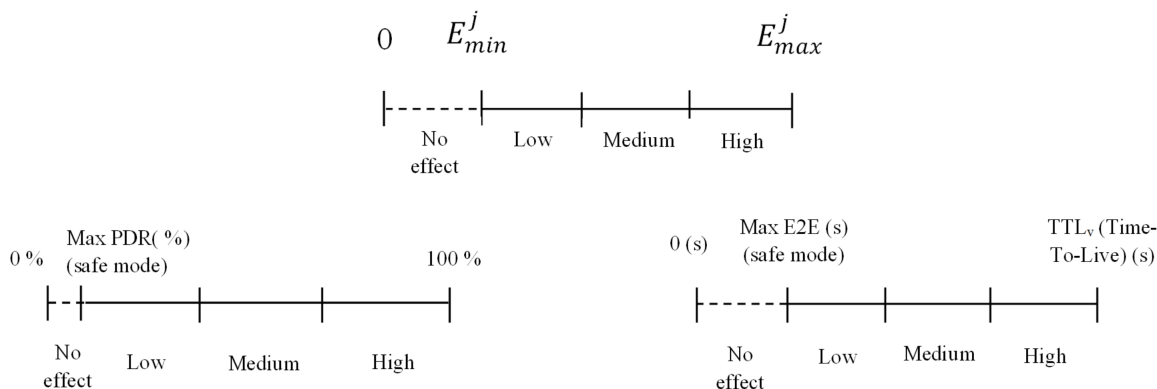 0 E^j_min E^j_max
No
effect
Low Medium High
0 % Max PDR( %)
(safe mode)
100 %
No
effect
Low Medium High
0 (s) Max E2E (s)
(safe mode)
TTLv (Time-
To-Live) (s)
No
effect
Low Medium High